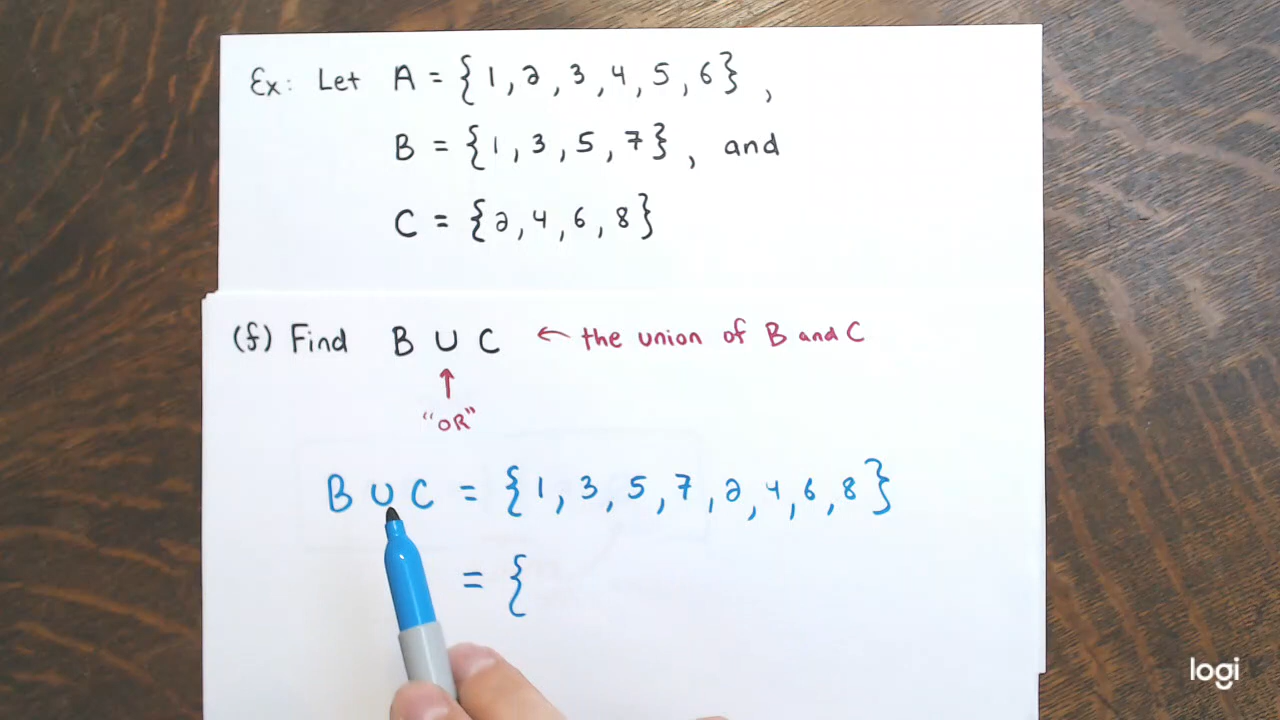 Ex: Let A = {1, 2, 3, 4, 5, 6},
B = {1, 3, 5, 7}, and
C = {2, 4, 6, 8}
(f) Find B ∪ C ← the union of B and C
↑
"OR"
B ∪ C = {1, 3, 5, 7, 2, 4, 6, 8}
= {
logi